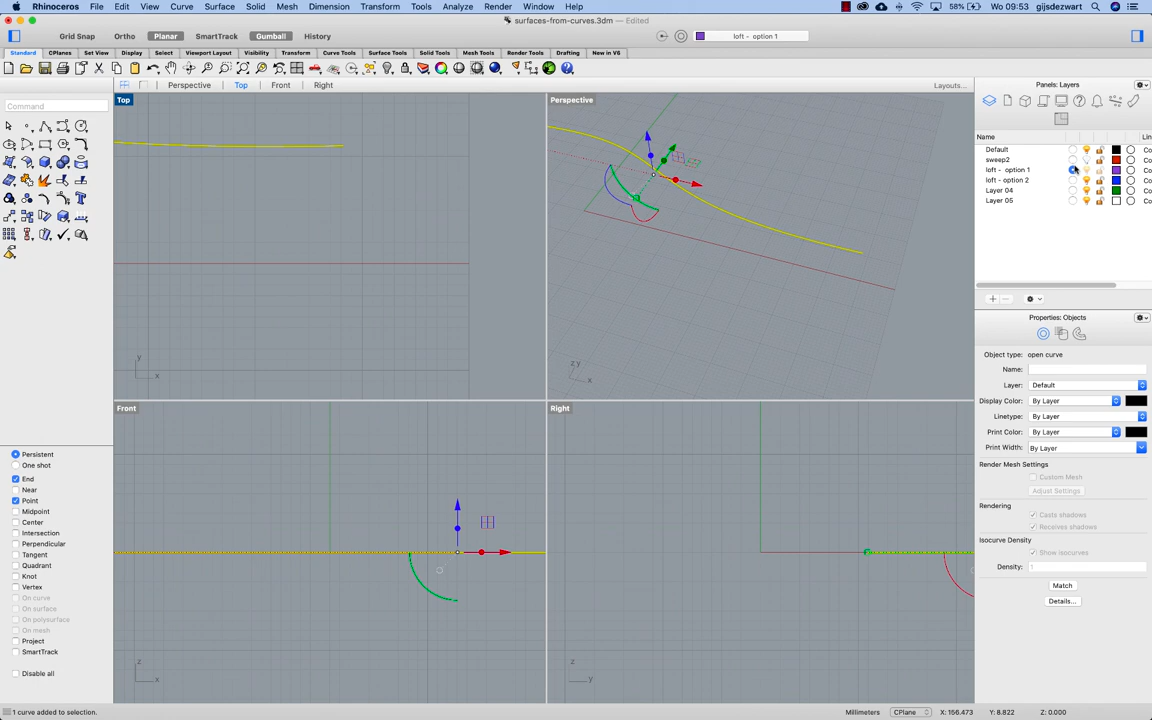 Rhinoceros File Edit View Curve Surface Solid Mesh Dimension Transform Tools Analyze Render Window Help 58% Wo 09:53 gijsdezwart
surfaces-from-curves.3dm — Edited
Grid Snap Ortho Planar SmartTrack Gumball History loft - option 1
Standard CPlanes Set View Display Select Viewport Layout Visibility Transform Curve Tools Surface Tools Solid Tools Mesh Tools Render Tools Drafting New in V6
Perspective Top Front Right Layouts...
Panels: Layers
Command
Top
Perspective
Name Lin
Default Co
sweep2 Co
loft - option 1 Co
loft - option 2 Co
Layer 04 Co
Layer 05 Co
y
x
z y
x
Properties: Objects
Object type: open curve
Name:
Layer: Default
Display Color: By Layer
Linetype: By Layer
Print Color: By Layer
Print Width: By Layer
Render Mesh Settings
Custom Mesh
Adjust Settings
Rendering
Casts shadows
Receives shadows
Isocurve Density
Show isocurves
Density: 1
Match
Details...
Front
Right
z
x
z
y
Persistent
One shot
End
Near
Point
Midpoint
Center
Intersection
Perpendicular
Tangent
Quadrant
Knot
Vertex
On curve
On surface
On polysurface
On mesh
Project
SmartTrack
Disable all
1 curve added to selection. Millimeters CPlane X: 156.473 Y: 8.822 Z: 0.000